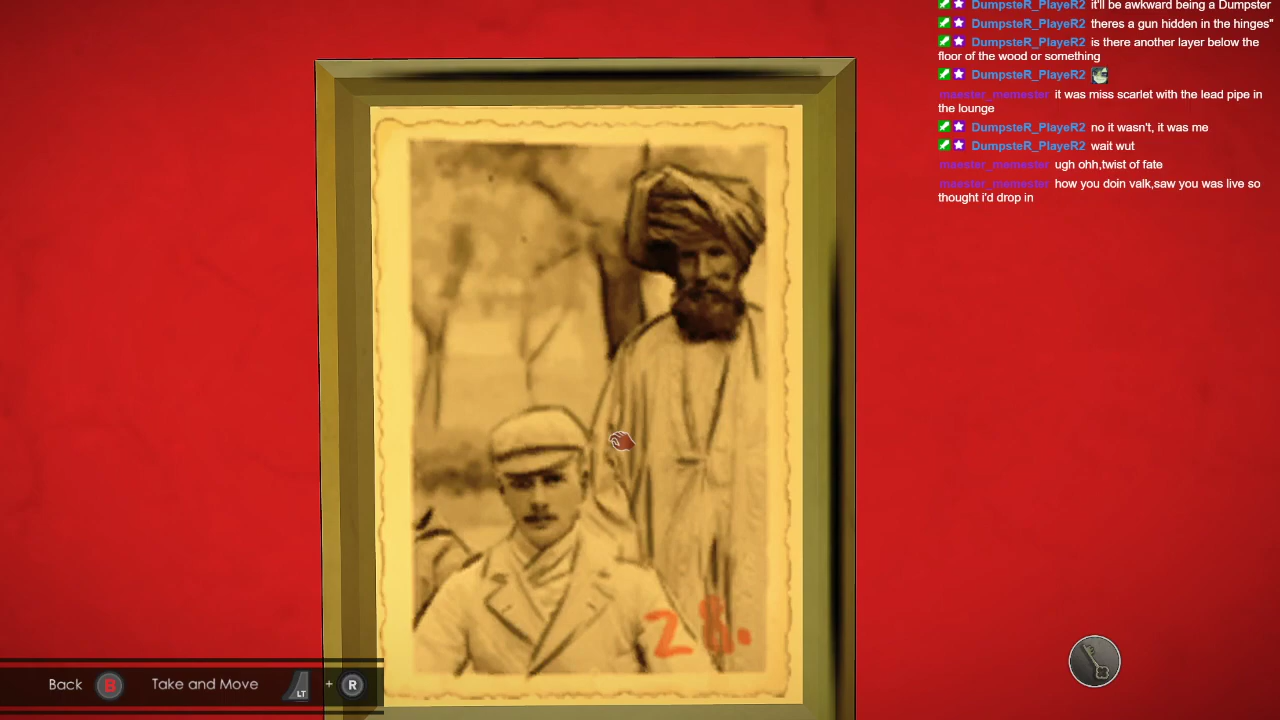 DumpsteR_PlayeR2 it'll be awkward being a Dumpster
DumpsteR_PlayeR2 theres a gun hidden in the hinges"
DumpsteR_PlayeR2 is there another layer below the
floor of the wood or something
DumpsteR_PlayeR2
maester_memester it was miss scarlet with the lead pipe in
the lounge
DumpsteR_PlayeR2 no it wasn't, it was me
DumpsteR_PlayeR2 wait wut
maester_memester ugh ohh,twist of fate
maester_memester how you doin valk,saw you was live so
thought i'd drop in
28.
Back B Take and Move LT + R